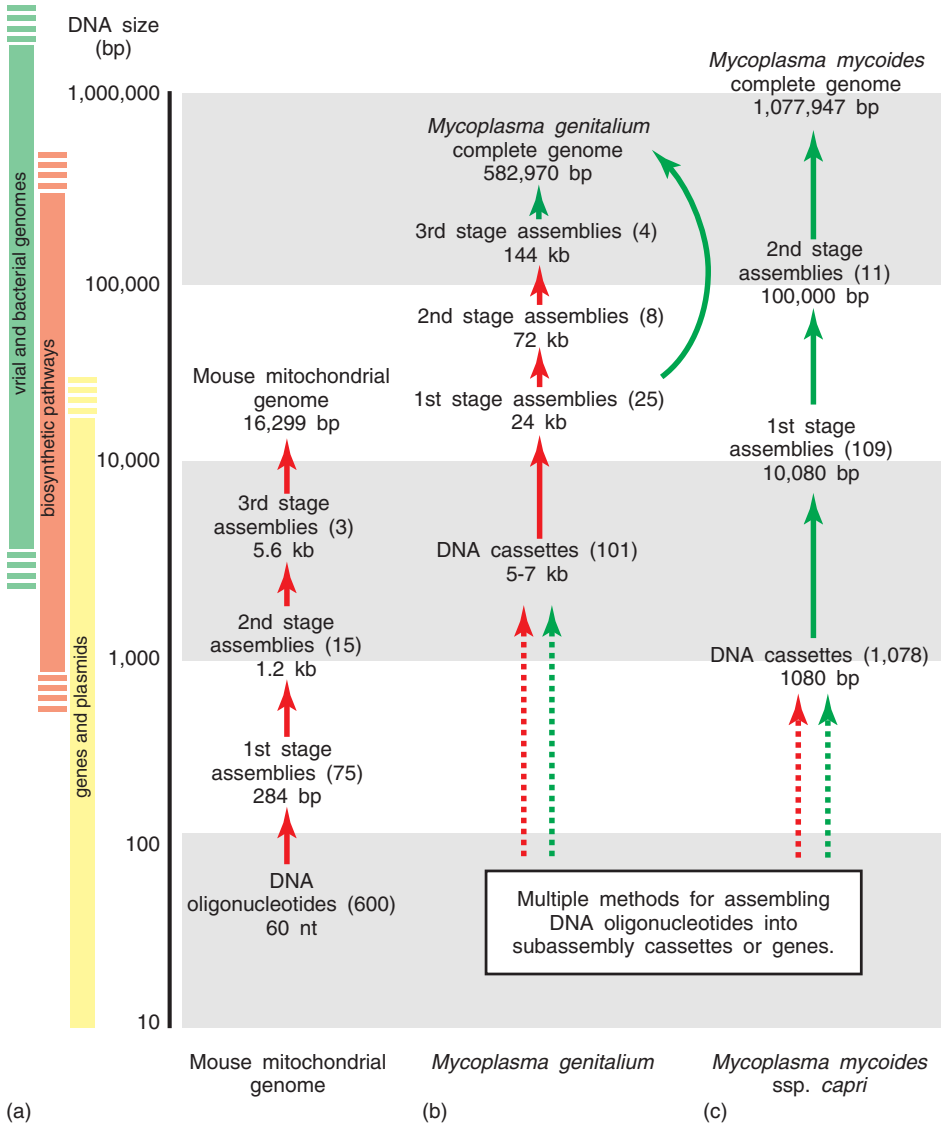 DNA size
(bp)
1,000,000
100,000
10,000
1,000
100
10
vrial and bacterial genomes
biosynthetic pathways
genes and plasmids
Mouse mitochondrial
genome
16,299 bp
3rd stage
assemblies (3)
5.6 kb
2nd stage
assemblies (15)
1.2 kb
1st stage
assemblies (75)
284 bp
DNA
oligonucleotides (600)
60 nt
Mycoplasma genitalium
complete genome
582,970 bp
3rd stage assemblies (4)
144 kb
2nd stage assemblies (8)
72 kb
1st stage assemblies (25)
24 kb
DNA cassettes (101)
5-7 kb
Mycoplasma mycoides
complete genome
1,077,947 bp
2nd stage
assemblies (11)
100,000 bp
1st stage
assemblies (109)
10,080 bp
DNA cassettes (1,078)
1080 bp
Multiple methods for assembling
DNA oligonucleotides into
subassembly cassettes or genes.
Mouse mitochondrial
genome
Mycoplasma genitalium
Mycoplasma mycoides
ssp. capri
(a)
(b)
(c)